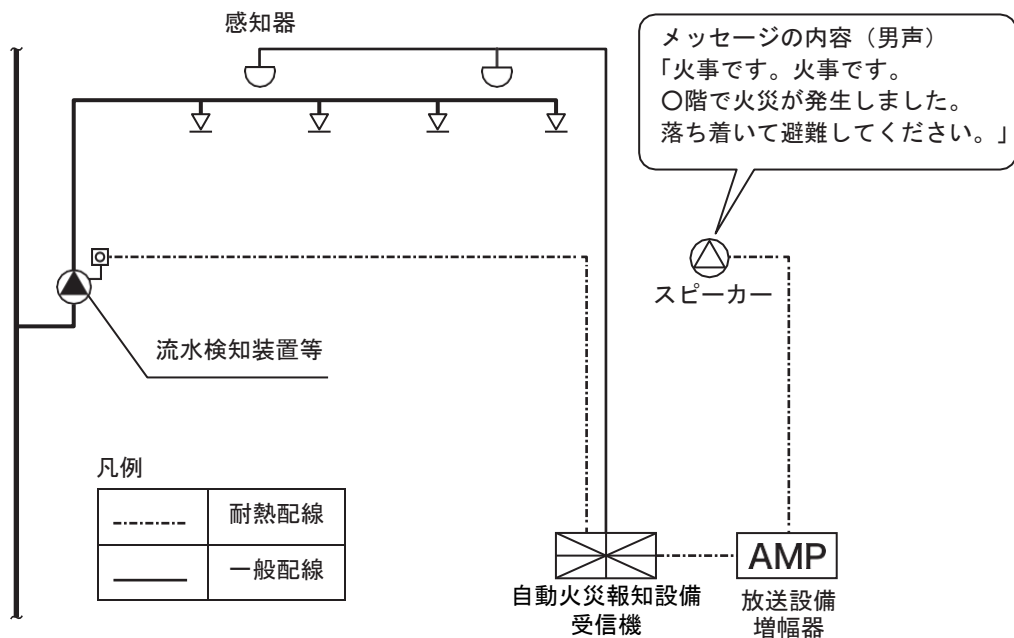 感知器
メッセージの内容（男声）
「火事です。火事です。
〇階で火災が発生しました。
落ち着いて避難してください。」
スピーカー
流水検知装置等
凡例
耐熱配線
一般配線
AMP
自動火災報知設備
受信機
放送設備
増幅器